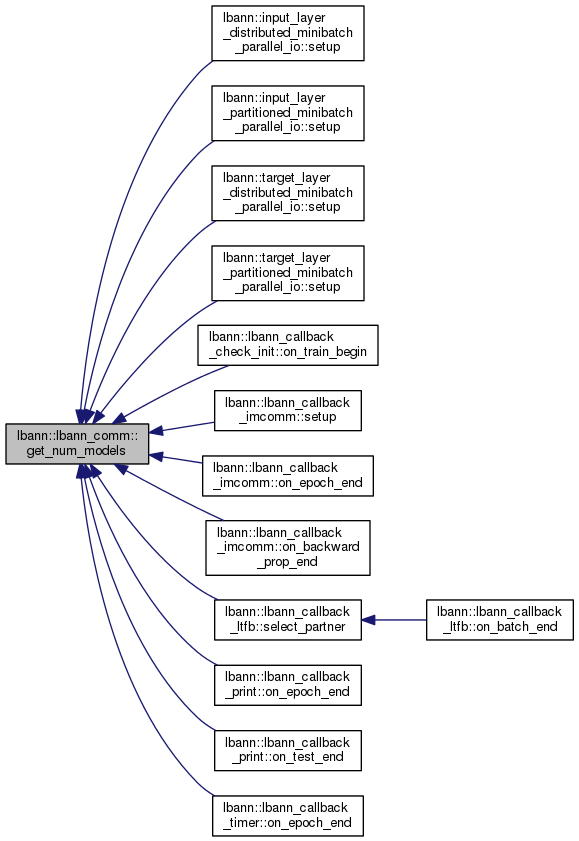 lbann::input_layer
_distributed_minibatch
_parallel_io::setup
lbann::input_layer
_partitioned_minibatch
_parallel_io::setup
lbann::target_layer
_distributed_minibatch
_parallel_io::setup
lbann::target_layer
_partitioned_minibatch
_parallel_io::setup
lbann::lbann_callback
_check_init::on_train_begin
lbann::lbann_callback
_imcomm::setup
lbann::lbann_comm::
get_num_models
lbann::lbann_callback
_imcomm::on_epoch_end
lbann::lbann_callback
_imcomm::on_backward
_prop_end
lbann::lbann_callback
_ltfb::select_partner
lbann::lbann_callback
_ltfb::on_batch_end
lbann::lbann_callback
_print::on_epoch_end
lbann::lbann_callback
_print::on_test_end
lbann::lbann_callback
_timer::on_epoch_end